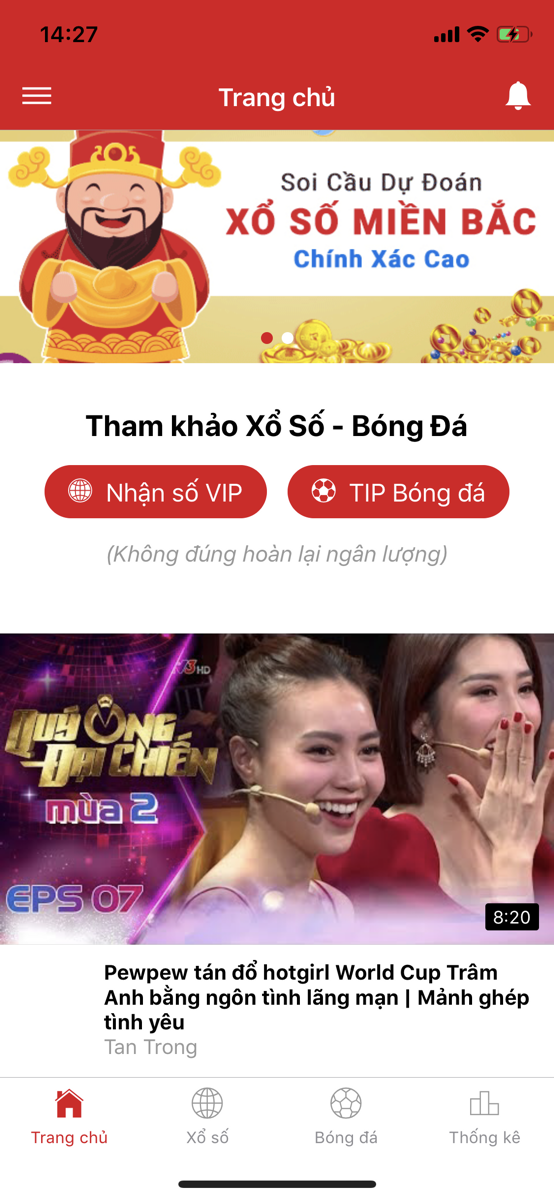 14:27
Trang chủ
Soi Cầu Dự Đoán
XỔ SỐ MIỀN BẮC
Chính Xác Cao
Tham khảo Xổ Số - Bóng Đá
Nhận số VIP
TIP Bóng đá
(Không đúng hoàn lại ngân lượng)
HD
QUÝ ÔNG
ĐẠI CHIẾN
mùa 2
EPS 07
8:20
Pewpew tán đổ hotgirl World Cup Trâm
Anh bằng ngôn tình lãng mạn | Mảnh ghép
tình yêu
Tan Trong
Trang chủ
Xổ số
Bóng đá
Thống kê